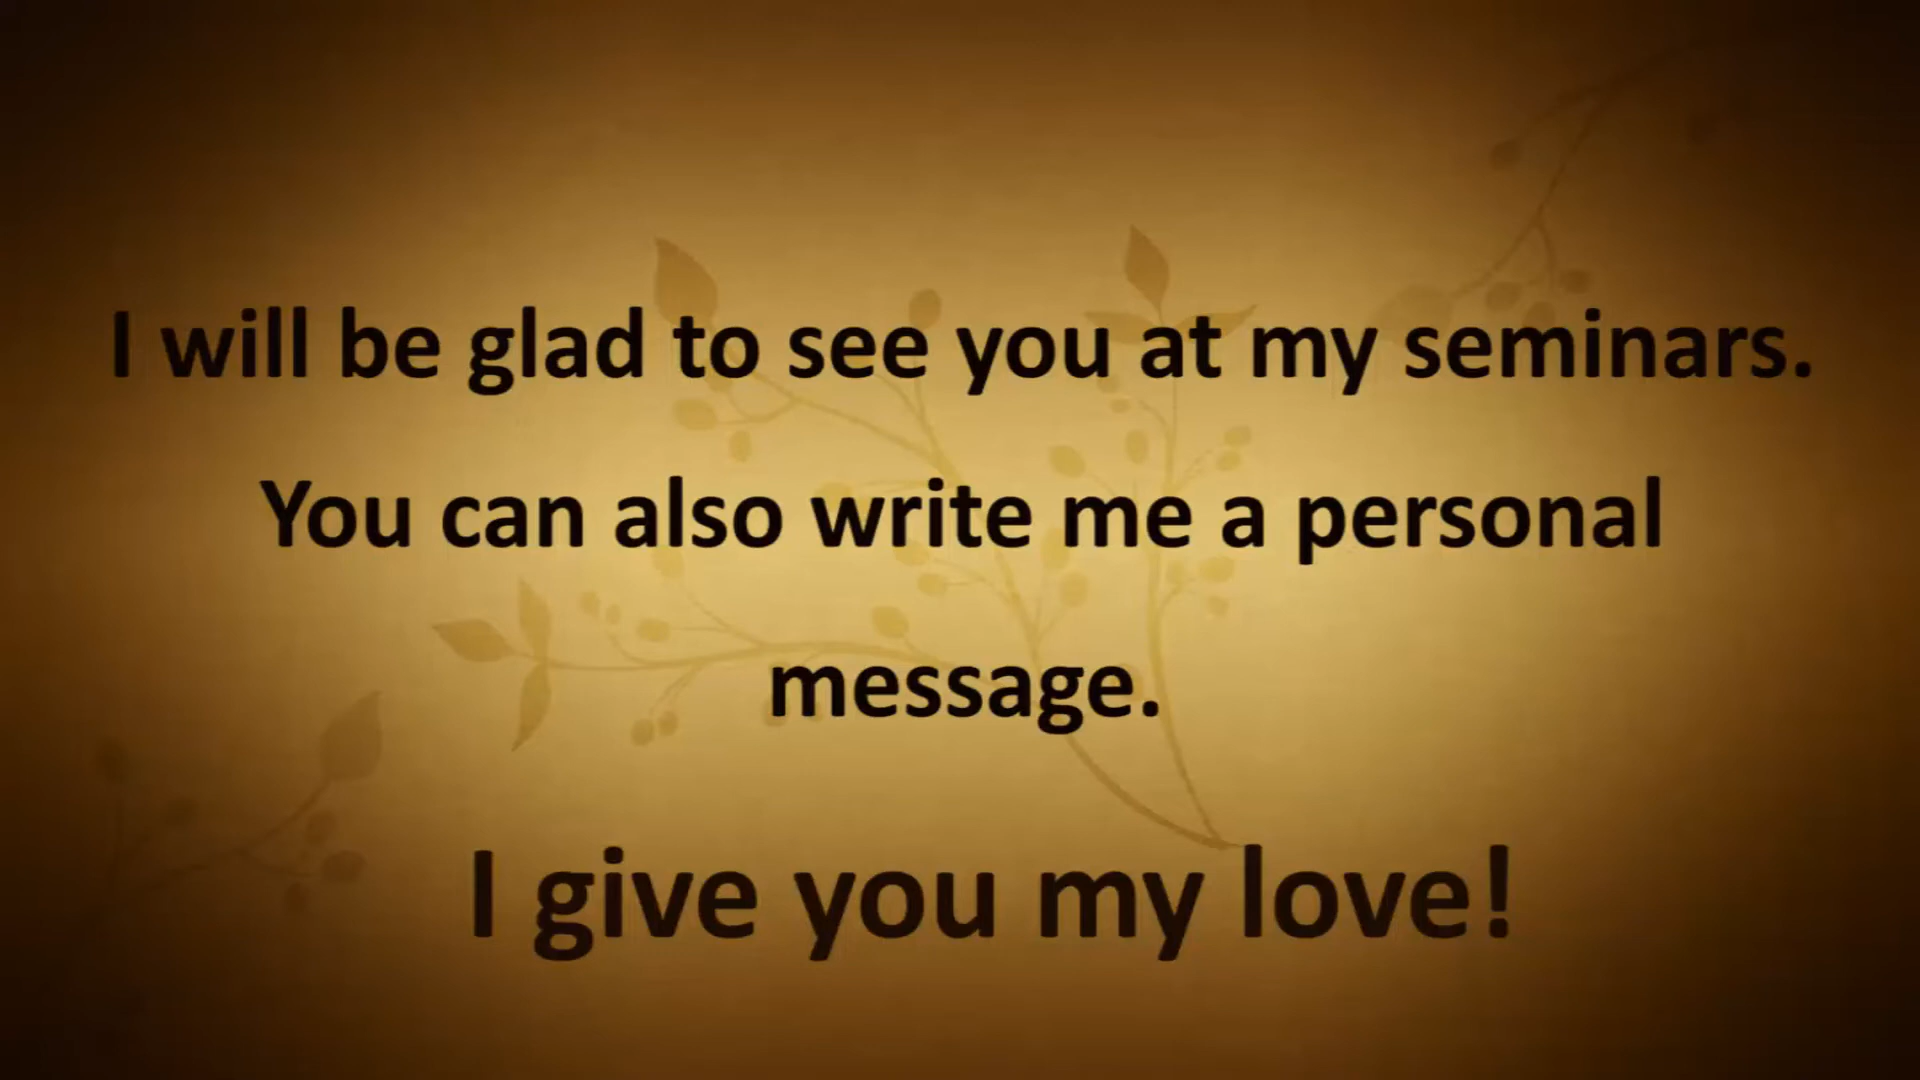 I will be glad to see you at my seminars.
You can also write me a personal
message.
I give you my love!